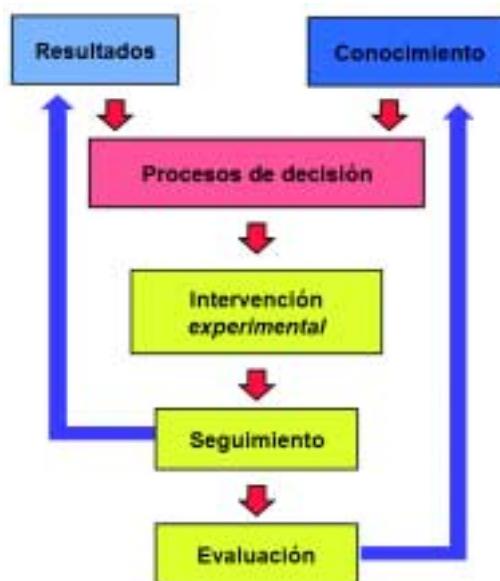 Resultados
Conocimiento
Procesos de decisión
Intervención
experimental
Seguimiento
Evaluación